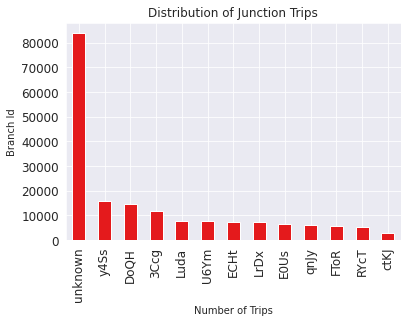 Distribution of Junction Trips
Branch Id
80000
70000
60000
50000
40000
30000
20000
10000
0
unknown
y4Ss
DoQH
3Ccg
Luda
U6Ym
ECHt
LrDx
E0Us
qnJy
FToR
RYcT
ctKJ
Number of Trips